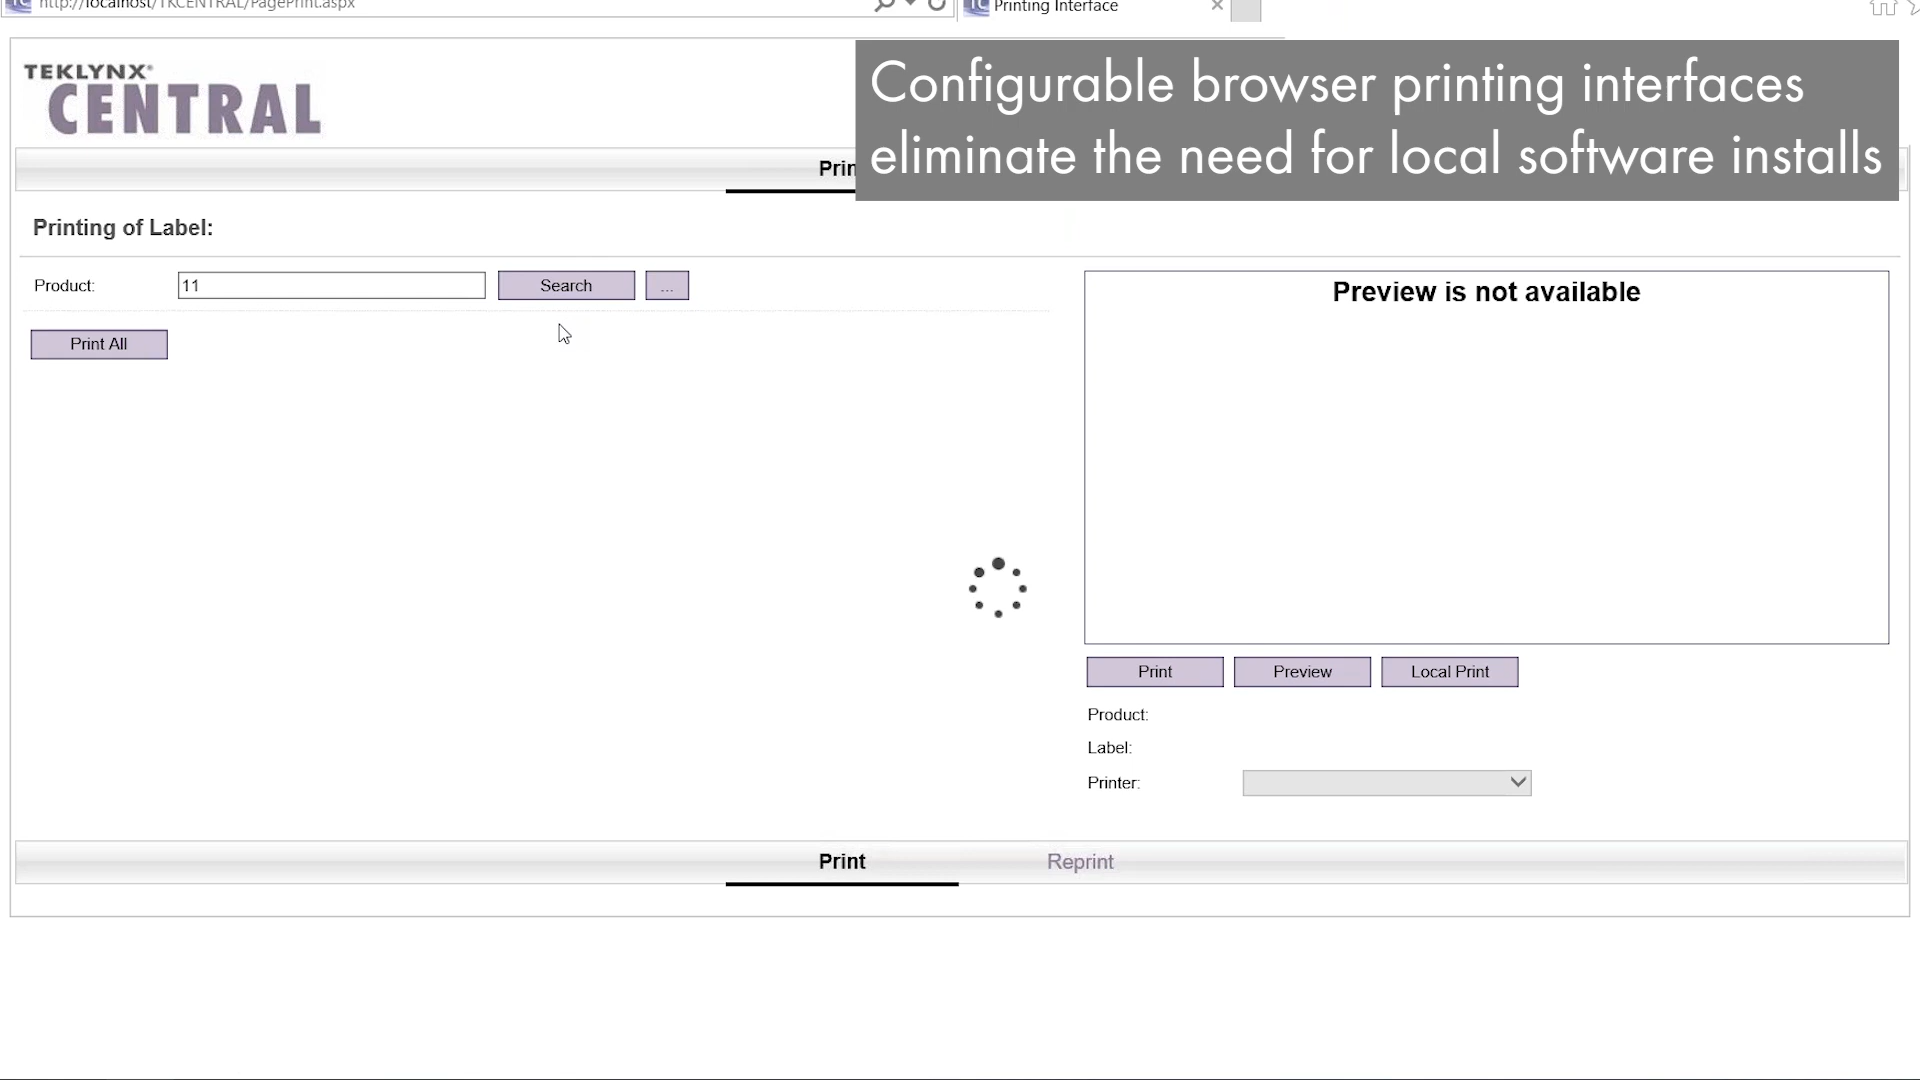 http://localhost/TKCENTRAL/PagePrint.aspx
Printing Interface
TEKLYNX®
CENTRAL
Configurable browser printing interfaces
eliminate the need for local software installs
Prin
Printing of Label:
Product: 11 Search ...
Print All
Preview is not available
Print Preview Local Print
Product:
Label:
Printer:
Print Reprint